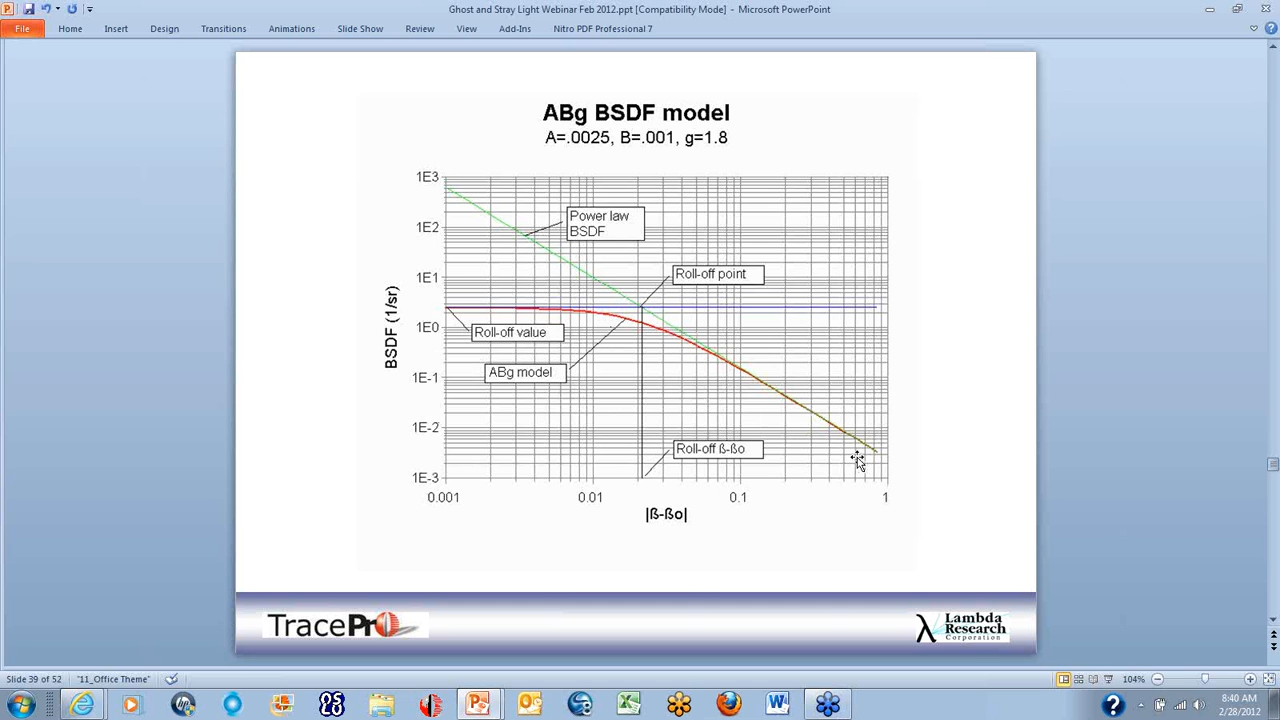 Ghost and Stray Light Webinar Feb 2012.ppt [Compatibility Mode] - Microsoft PowerPoint
File Home Insert Design Transitions Animations Slide Show Review View Add-Ins Nitro PDF Professional 7
ABg BSDF model
A=.0025, B=.001, g=1.8
1E3
1E2
1E1
1E0
1E-1
1E-2
1E-3
BSDF (1/sr)
Power law
BSDF
Roll-off point
Roll-off value
ABg model
Roll-off ß-ßo
0.001 0.01 0.1 1
|ß-ßo|
TracePro
Lambda
Research
Corporation
Slide 39 of 52 "11_Office Theme" 104%
8:40 AM
2/28/2012